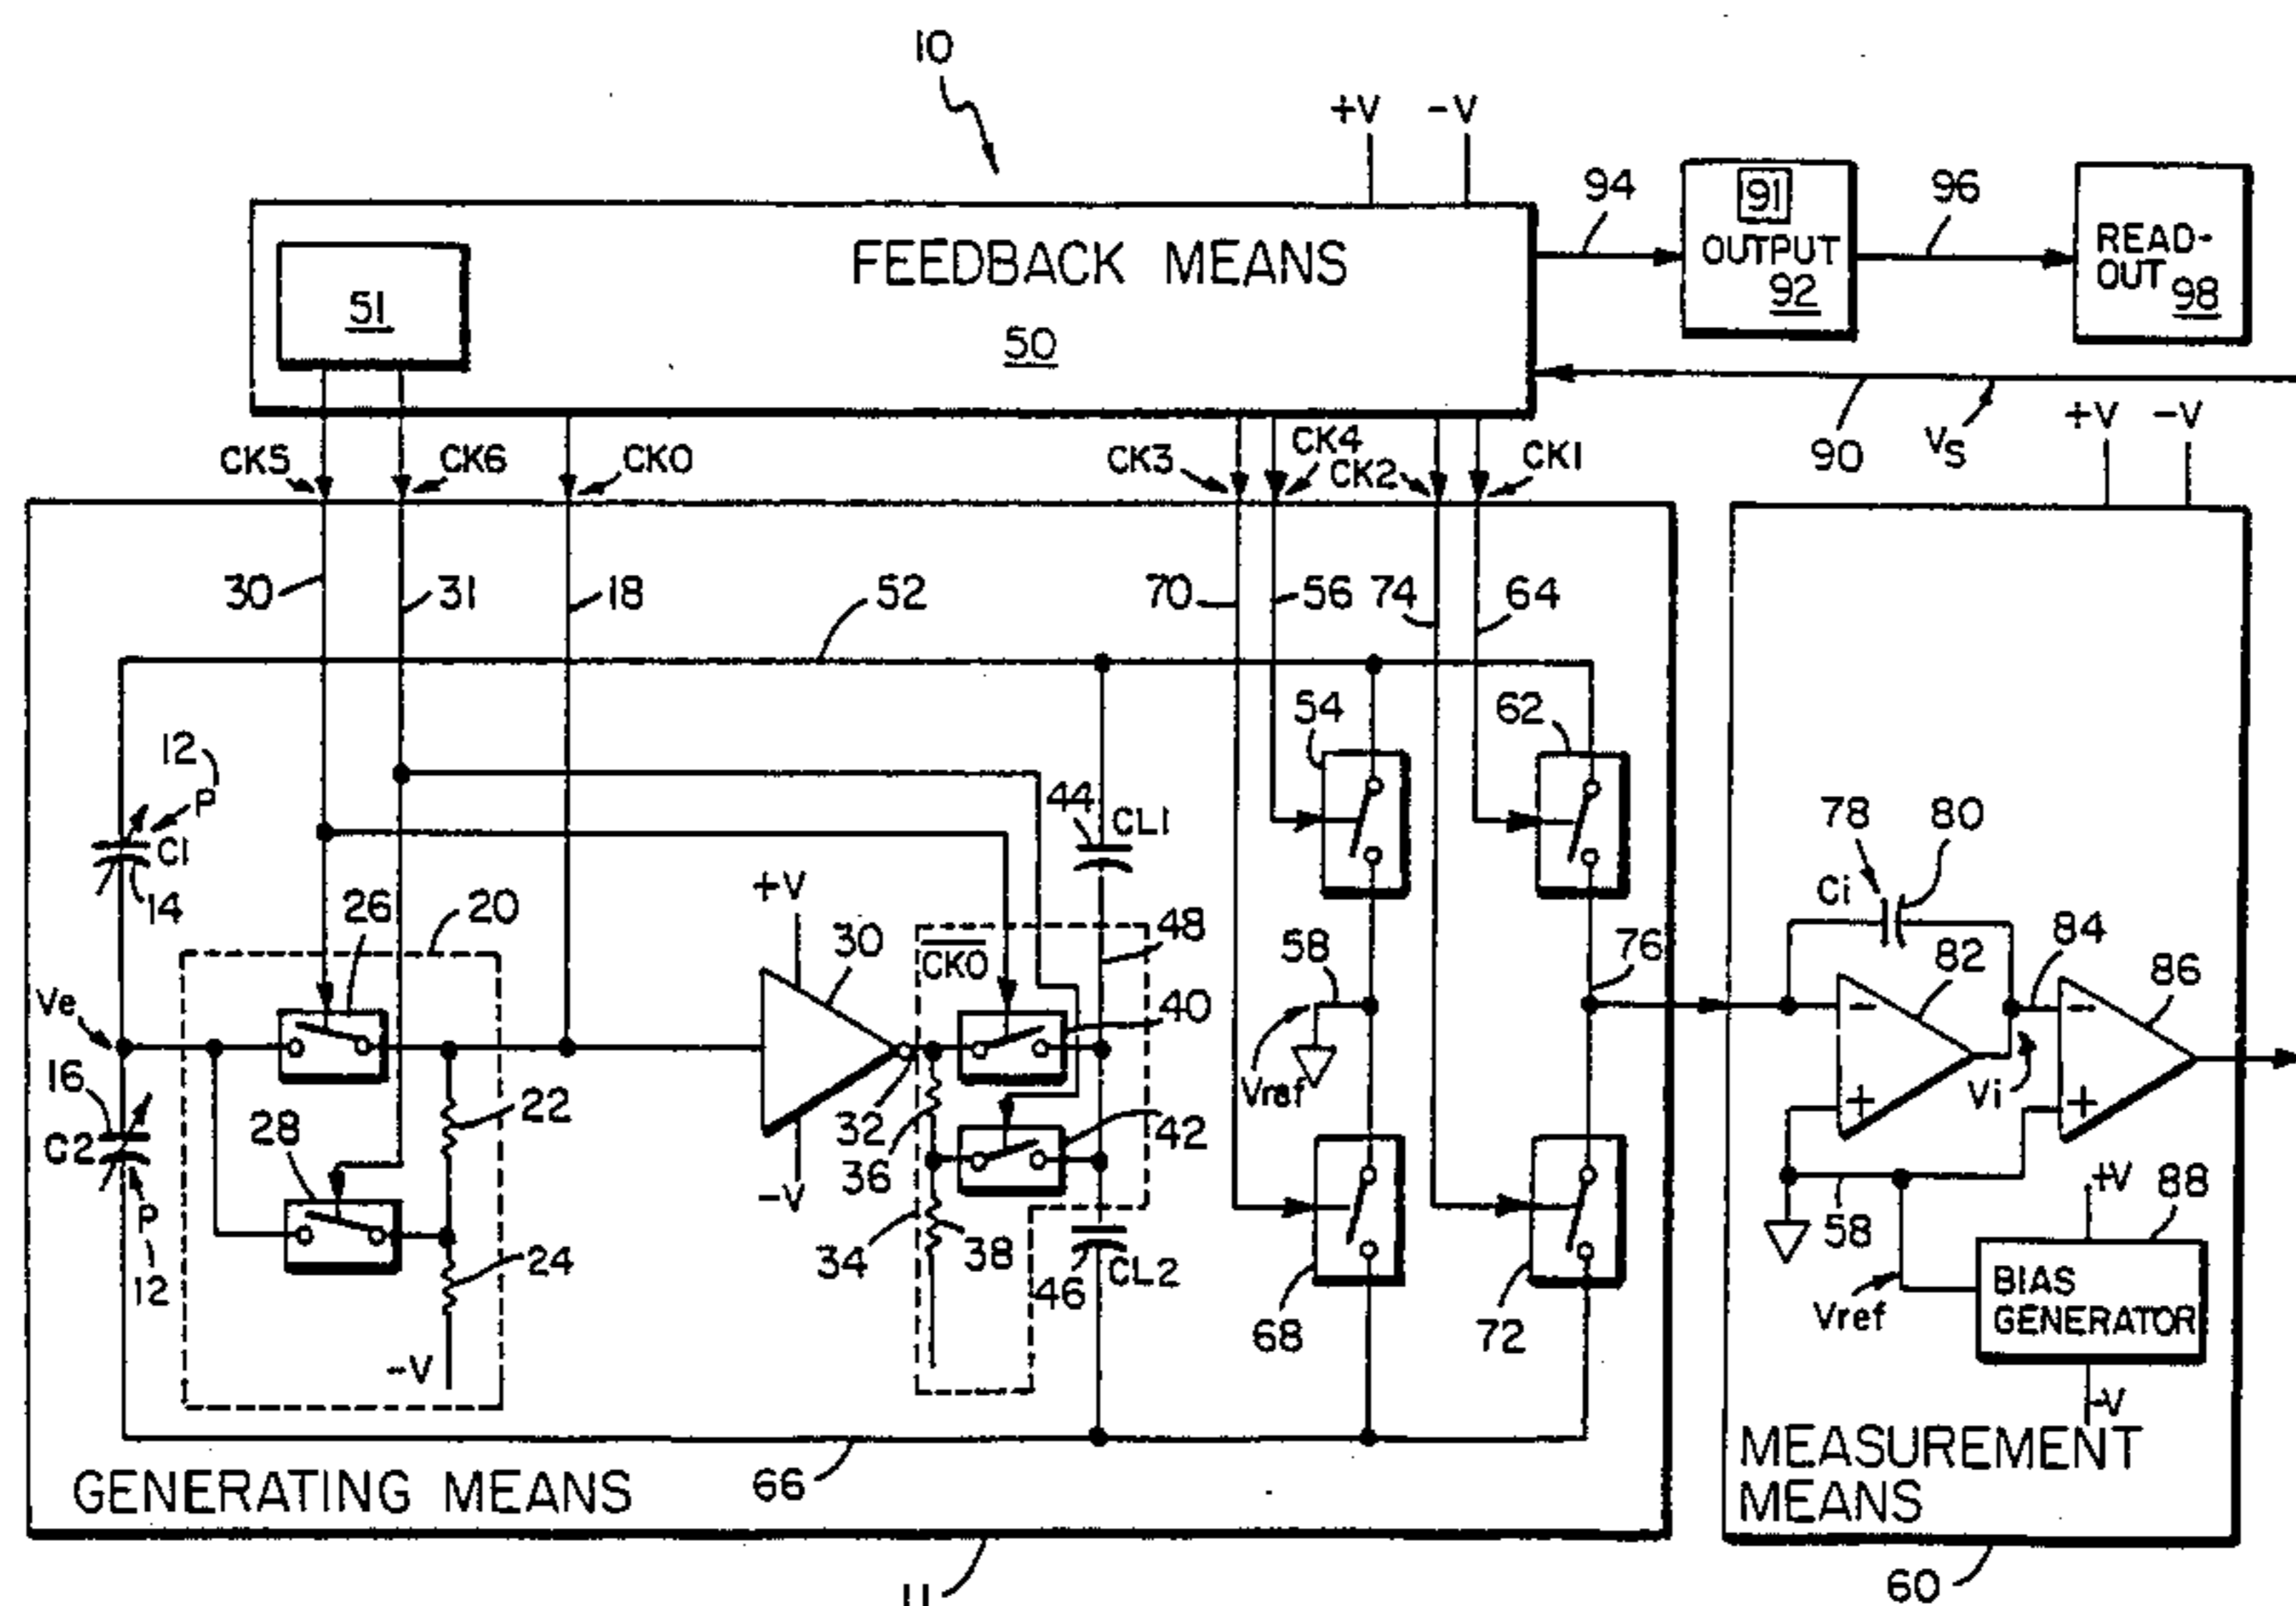 10
+V -V
51
FEEDBACK MEANS
50
94
91
OUTPUT
92
96
READ-
OUT 98
CK5
CK6
CK0
CK3
CK4
CK2
CK1
90
VS
+V -V
30
31
18
52
70
56
74
64
12
P
C1
14
54
62
44
CL1
78
80
Ci
26
20
+V
30
CK0
48
58
76
82
84
86
Ve
40
16
22
32
Vref
Vi
C2
28
36
42
-V
P
12
24
34
38
46
CL2
68
72
58
+V
88
Vref
BIAS
GENERATOR
-V
-V
GENERATING MEANS
66
MEASUREMENT
MEANS
11
60